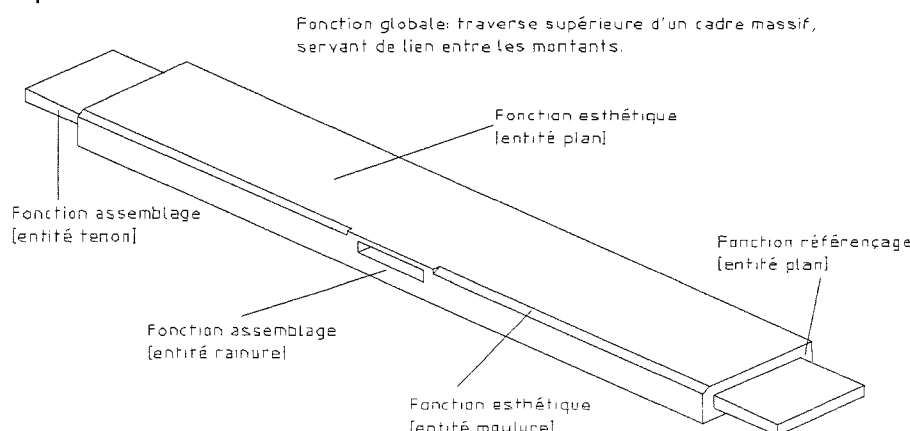 Fonction globale: traverse supérieure d'un cadre massif,
servant de lien entre les montants.
Fonction esthétique
[entité plan]
Fonction assemblage
[entité tenon]
Fonction référençage
[entité plan]
Fonction assemblage
[entité rainure]
Fonction esthétique
[entité moulure]